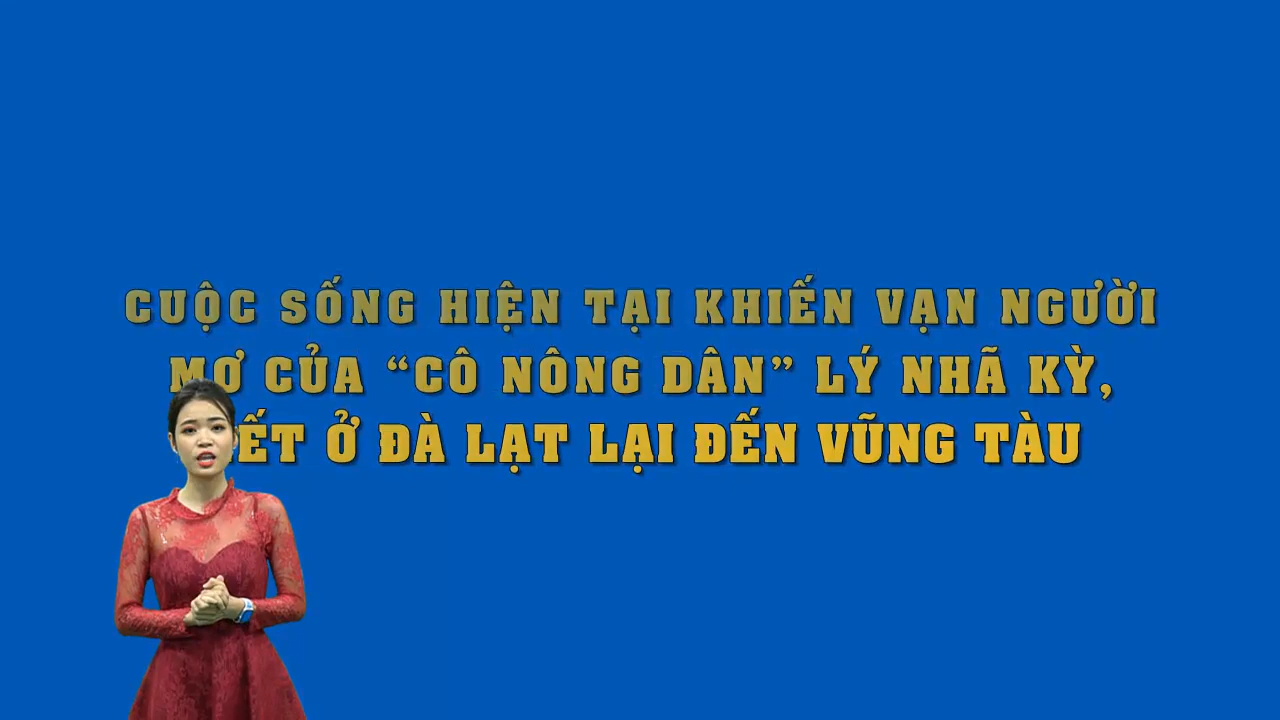 CUỘC SỐNG HIỆN TẠI KHIẾN VẠN NGƯỜI
MƠ CỦA “CÔ NÔNG DÂN” LÝ NHÃ KỲ,
Ở ĐÀ LẠT LẠI ĐẾN VŨNG TÀU